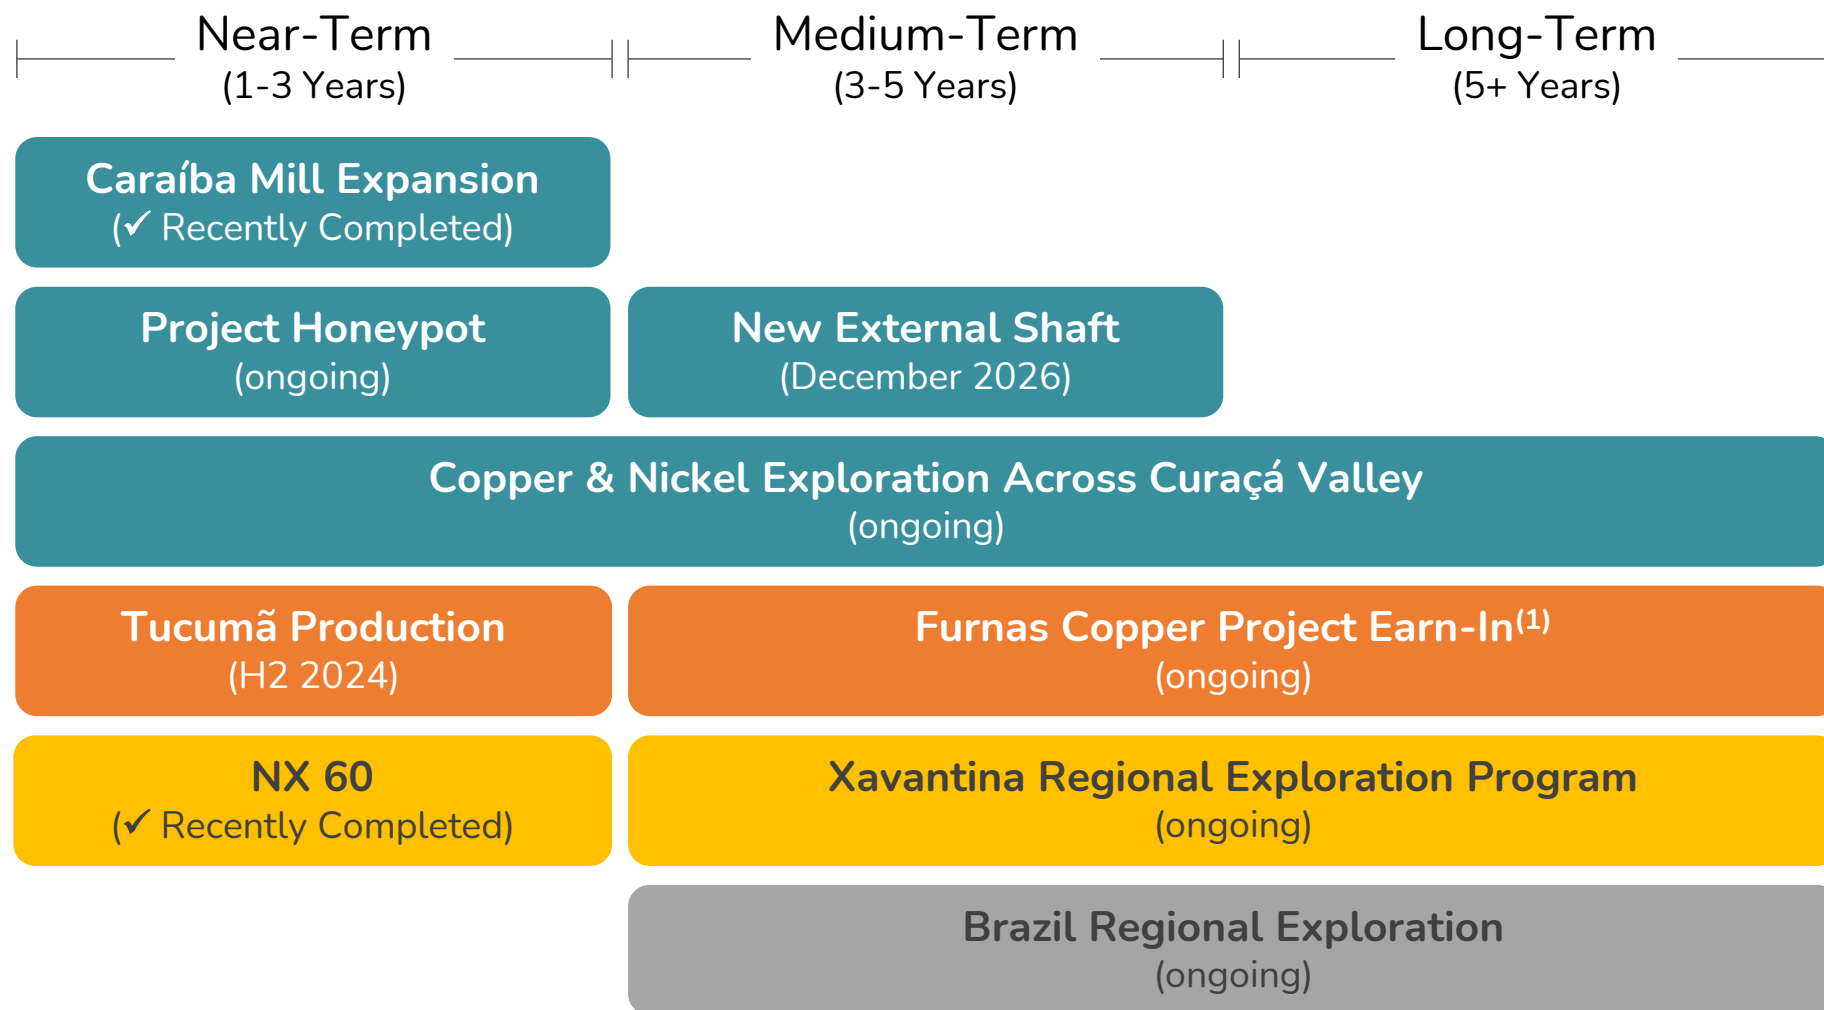 Near-Term
(1-3 Years)
Medium-Term
(3-5 Years)
Long-Term
(5+ Years)
Caraíba Mill Expansion
(✓ Recently Completed)
Project Honeypot
(ongoing)
New External Shaft
(December 2026)
Copper & Nickel Exploration Across Curaçá Valley
(ongoing)
Tucumã Production
(H2 2024)
Furnas Copper Project Earn-In(1)
(ongoing)
NX 60
(✓ Recently Completed)
Xavantina Regional Exploration Program
(ongoing)
Brazil Regional Exploration
(ongoing)